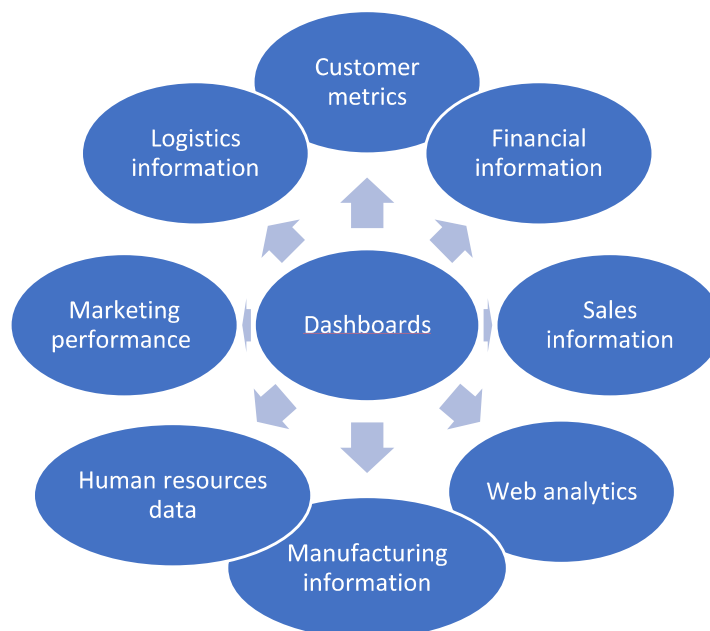 Customer
metrics
Logistics
information
Financial
information
Marketing
performance
Dashboards
Sales
information
Human resources
data
Web analytics
Manufacturing
information